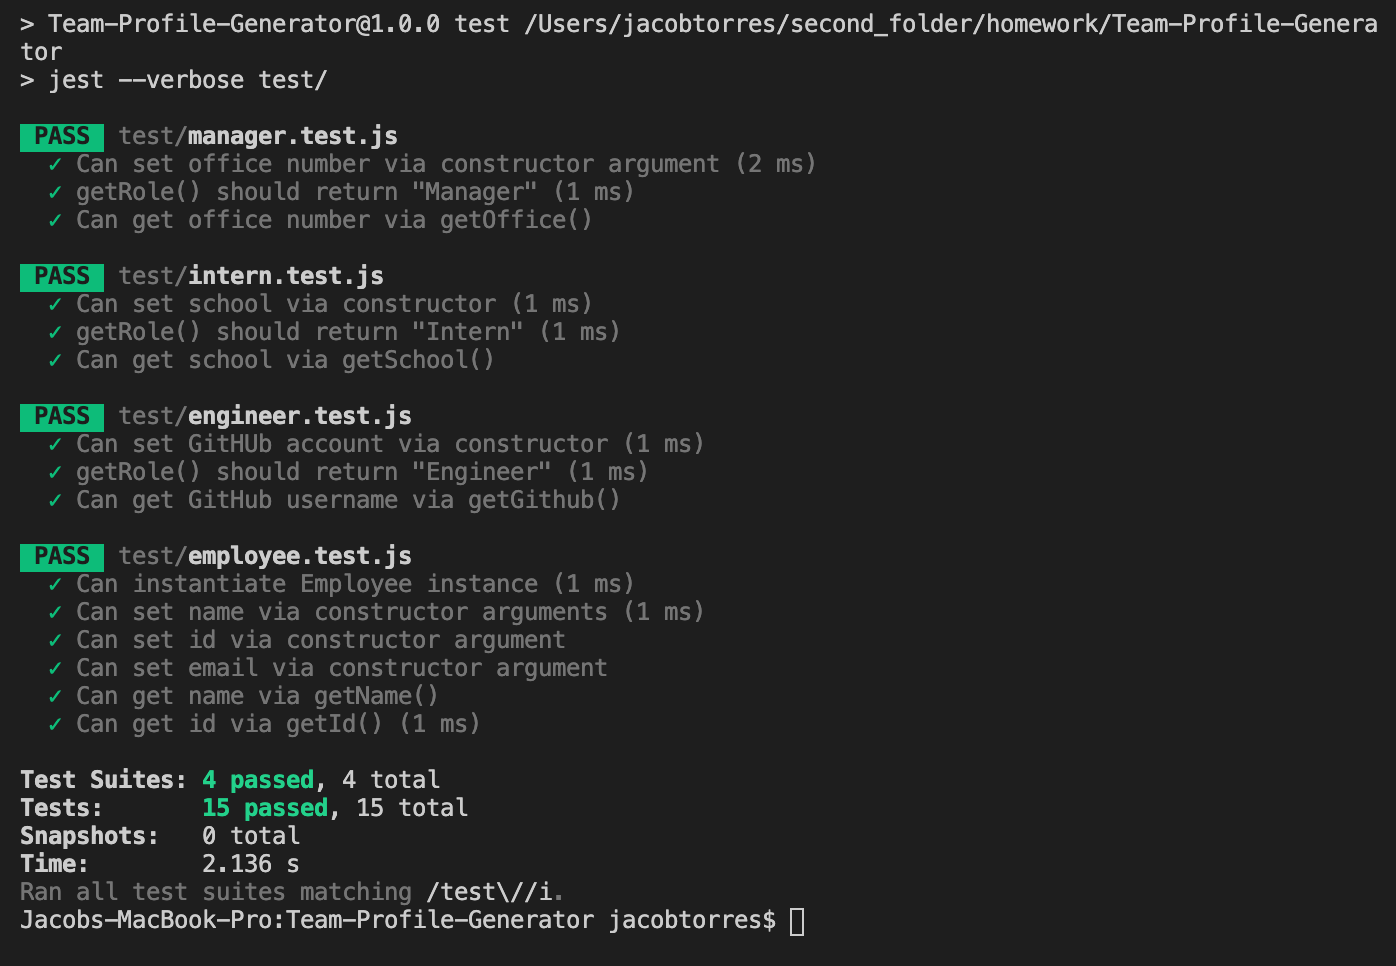 > Team-Profile-Generator@1.0.0 test /Users/jacobtorres/second_folder/homework/Team-Profile-Genera
tor
> jest --verbose test/
PASS test/manager.test.js
✓ Can set office number via constructor argument (2 ms)
✓ getRole() should return "Manager" (1 ms)
✓ Can get office number via getOffice()
PASS test/intern.test.js
✓ Can set school via constructor (1 ms)
✓ getRole() should return "Intern" (1 ms)
✓ Can get school via getSchool()
PASS test/engineer.test.js
✓ Can set GitHUb account via constructor (1 ms)
✓ getRole() should return "Engineer" (1 ms)
✓ Can get GitHub username via getGithub()
PASS test/employee.test.js
✓ Can instantiate Employee instance (1 ms)
✓ Can set name via constructor arguments (1 ms)
✓ Can set id via constructor argument
✓ Can set email via constructor argument
✓ Can get name via getName()
✓ Can get id via getId() (1 ms)
Test Suites: 4 passed, 4 total
Tests: 15 passed, 15 total
Snapshots: 0 total
Time: 2.136 s
Ran all test suites matching /test\//i.
Jacobs-MacBook-Pro:Team-Profile-Generator jacobtorres$